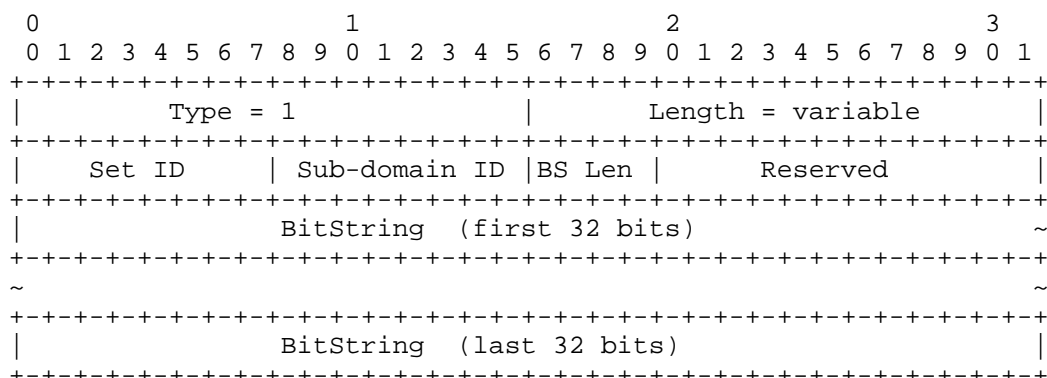 0                   1                   2                   3
 0 1 2 3 4 5 6 7 8 9 0 1 2 3 4 5 6 7 8 9 0 1 2 3 4 5 6 7 8 9 0 1
+-+-+-+-+-+-+-+-+-+-+-+-+-+-+-+-+-+-+-+-+-+-+-+-+-+-+-+-+-+-+-+-+
|         Type = 1              |       Length = variable       |
+-+-+-+-+-+-+-+-+-+-+-+-+-+-+-+-+-+-+-+-+-+-+-+-+-+-+-+-+-+-+-+-+
|    Set ID     | Sub-domain ID |BS Len |      Reserved         |
+-+-+-+-+-+-+-+-+-+-+-+-+-+-+-+-+-+-+-+-+-+-+-+-+-+-+-+-+-+-+-+-+
|                BitString  (first 32 bits)                     ~
+-+-+-+-+-+-+-+-+-+-+-+-+-+-+-+-+-+-+-+-+-+-+-+-+-+-+-+-+-+-+-+-+
~                                                               ~
+-+-+-+-+-+-+-+-+-+-+-+-+-+-+-+-+-+-+-+-+-+-+-+-+-+-+-+-+-+-+-+-+
|                BitString  (last 32 bits)                      |
+-+-+-+-+-+-+-+-+-+-+-+-+-+-+-+-+-+-+-+-+-+-+-+-+-+-+-+-+-+-+-+-+